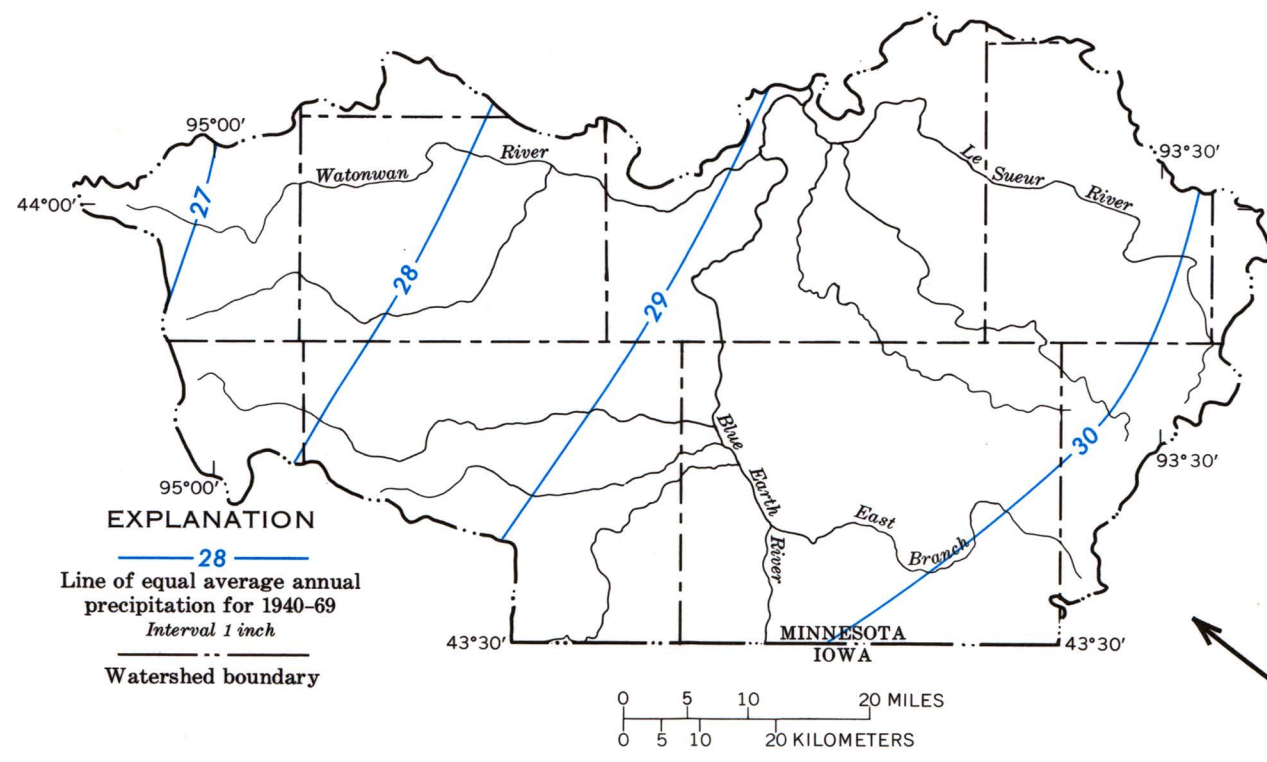 95°00′
93°30′
44°00′
27
Watonwan River
Le Sueur River
28
29
30
Blue Earth River
East Branch
95°00′
93°30′
43°30′
MINNESOTA
IOWA
43°30′
EXPLANATION
28
Line of equal average annual
precipitation for 1940–69
Interval 1 inch
Watershed boundary
0 5 10 20 MILES
0 5 10 20 KILOMETERS